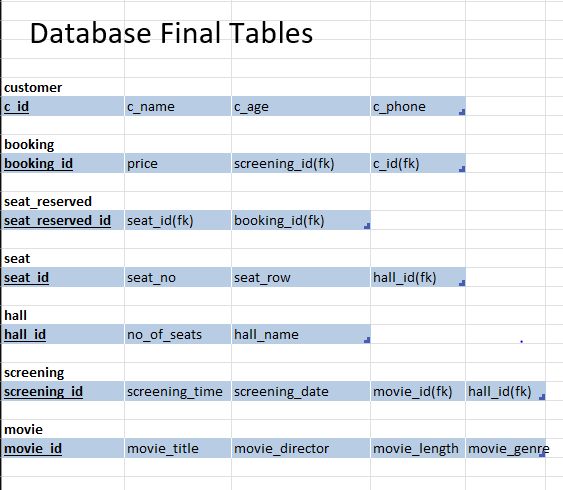 Database Final Tables
customer
c_id c_name c_age c_phone
booking
booking_id price screening_id(fk) c_id(fk)
seat_reserved
seat_reserved_id seat_id(fk) booking_id(fk)
seat
seat_id seat_no seat_row hall_id(fk)
hall
hall_id no_of_seats hall_name
screening
screening_id screening_time screening_date movie_id(fk) hall_id(fk)
movie
movie_id movie_title movie_director movie_length movie_genre